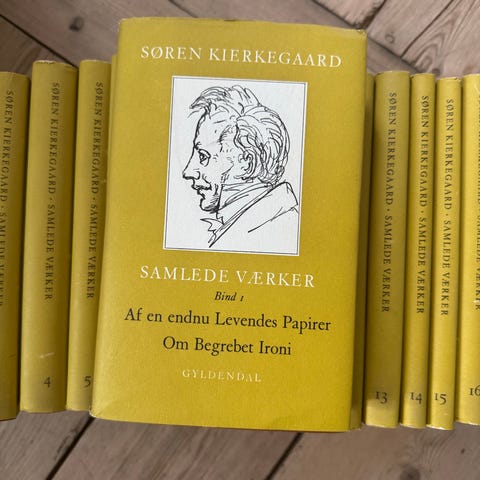 SØREN KIERKEGAARD
SAMLEDE VÆRKER
Bind 1
Af en endnu Levendes Papirer
Om Begrebet Ironi
GYLDENDAL
SØREN KIERKEGAARD · SAMLEDE VÆRKER
SØREN KIERKEGAARD · SAMLEDE VÆRKER
4
SØREN KIERKEGAARD · SAMLEDE VÆRKER
5
SØREN KIERKEGAARD · SAMLEDE VÆRKER
13
SØREN KIERKEGAARD · SAMLEDE VÆRKER
14
SØREN KIERKEGAARD · SAMLEDE VÆRKER
15
16